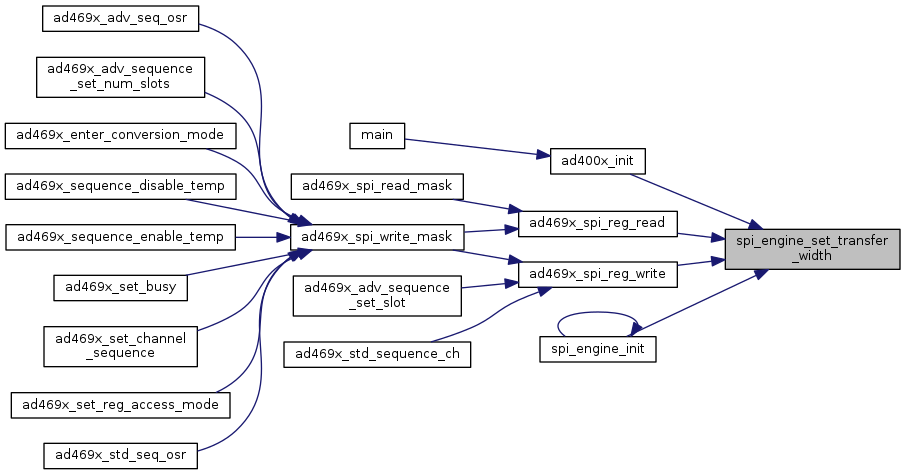 ad469x_adv_seq_osr
ad469x_adv_sequence
_set_num_slots
ad469x_enter_conversion_mode
ad469x_sequence_disable_temp
ad469x_sequence_enable_temp
ad469x_set_busy
ad469x_set_channel
_sequence
ad469x_set_reg_access_mode
ad469x_std_seq_osr
main
ad469x_spi_read_mask
ad469x_spi_write_mask
ad469x_adv_sequence
_set_slot
ad469x_std_sequence_ch
ad400x_init
ad469x_spi_reg_read
ad469x_spi_reg_write
spi_engine_init
spi_engine_set_transfer
_width